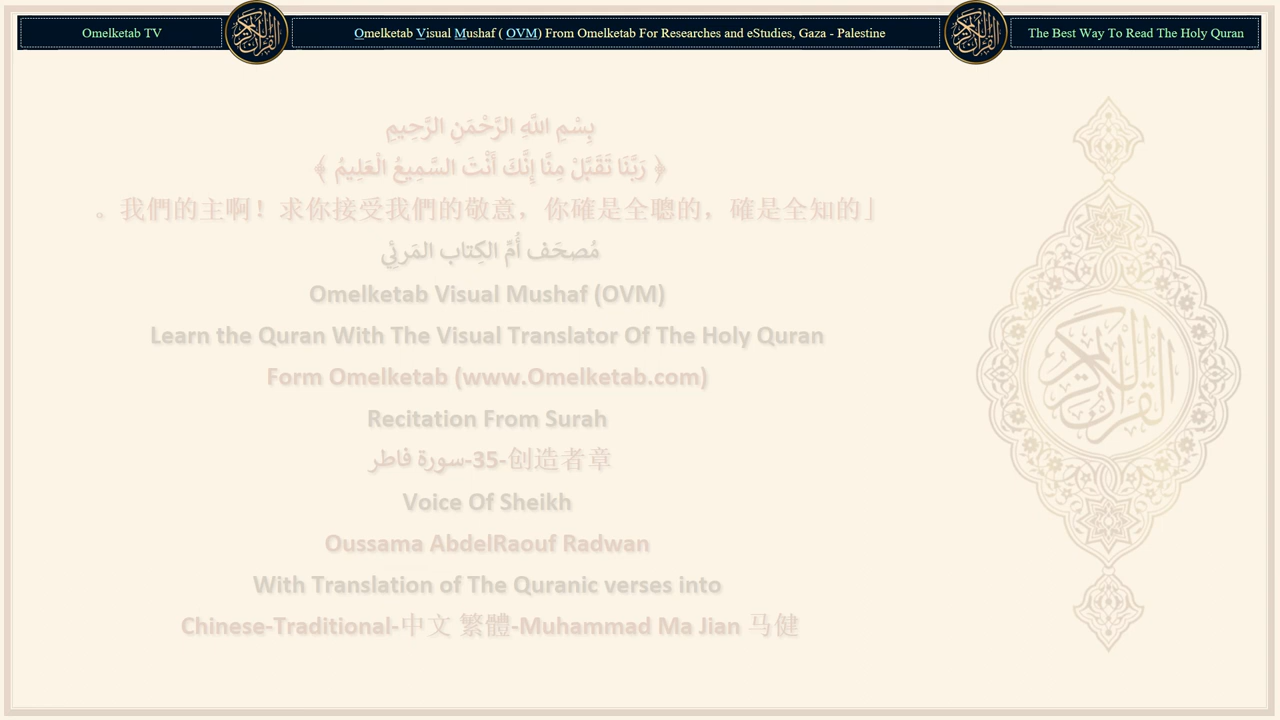 Omelketab TV
Omelketab Visual Mushaf ( OVM) From Omelketab For Researches and eStudies, Gaza - Palestine
The Best Way To Read The Holy Quran
بِسْمِ اللَّهِ الرَّحْمَنِ الرَّحِيمِ
﴿ رَبَّنَا تَقَبَّلْ مِنَّا إِنَّكَ أَنْتَ السَّمِيعُ الْعَلِيمُ ﴾
。我們的主啊！求你接受我們的敬意，你確是全聰的，確是全知的」
مُصحَف أُمِّ الكِتاب المَرئِي
Omelketab Visual Mushaf (OVM)
Learn the Quran With The Visual Translator Of The Holy Quran
Form Omelketab (www.Omelketab.com)
Recitation From Surah
سورة فاطر-35-创造者章
Voice Of Sheikh
Oussama AbdelRaouf Radwan
With Translation of The Quranic verses into
Chinese-Traditional-中文 繁體-Muhammad Ma Jian 马健